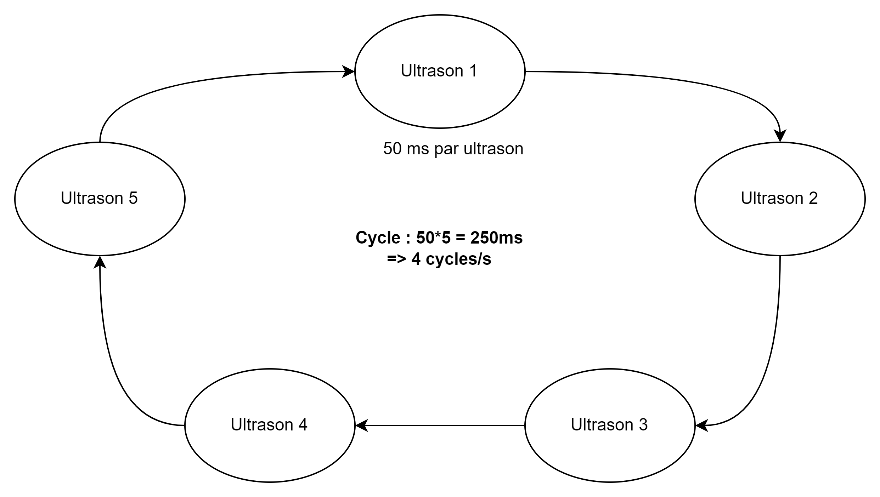 Ultrason 1
50 ms par ultrason
Ultrason 5
Ultrason 2
Cycle : 50*5 = 250ms
=> 4 cycles/s
Ultrason 4
Ultrason 3